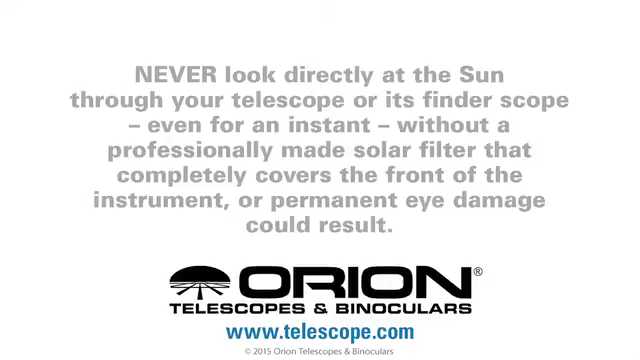 NEVER look directly at the Sun
through your telescope or its finder scope
– even for an instant – without a
professionally made solar filter that
completely covers the front of the
instrument, or permanent eye damage
could result.
ORION®
TELESCOPES & BINOCULARS
www.telescope.com
© 2015 Orion Telescopes & Binoculars